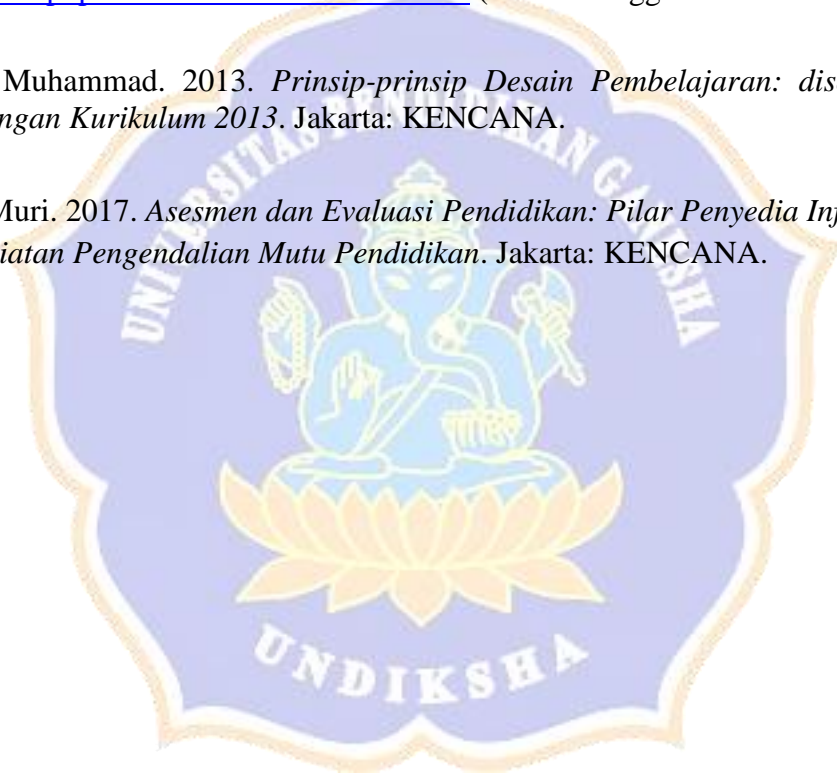 Muhammad. 2013. Prinsip-prinsip Desain Pembelajaran: dis
ngan Kurikulum 2013. Jakarta: KENCANA.
Muri. 2017. Asesmen dan Evaluasi Pendidikan: Pilar Penyedia In
iatan Pengendalian Mutu Pendidikan. Jakarta: KENCANA.
UNIVERSITAS PENDIDIKAN GANESHA
UNDIKSHA